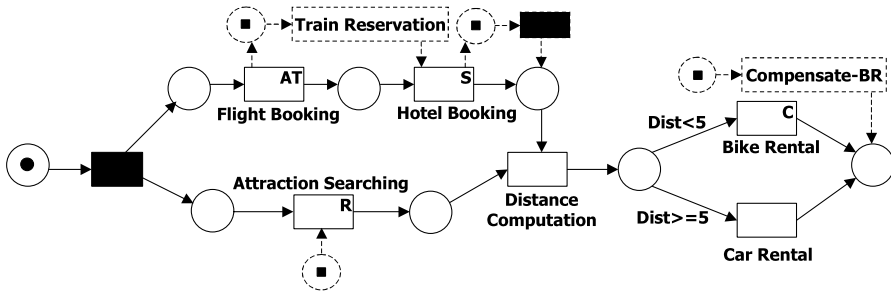 Train Reservation
AT
Flight Booking
S
Hotel Booking
Compensate-BR
Dist<5
C
Bike Rental
Attraction Searching
R
Distance
Computation
Dist>=5
Car Rental